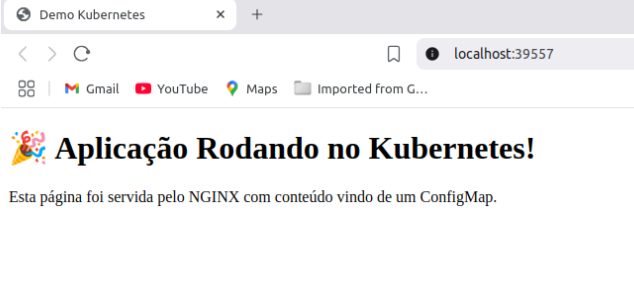 Demo Kubernetes
localhost:39557
Gmail YouTube Maps Imported from G...
🎉 Aplicação Rodando no Kubernetes!
Esta página foi servida pelo NGINX com conteúdo vindo de um ConfigMap.